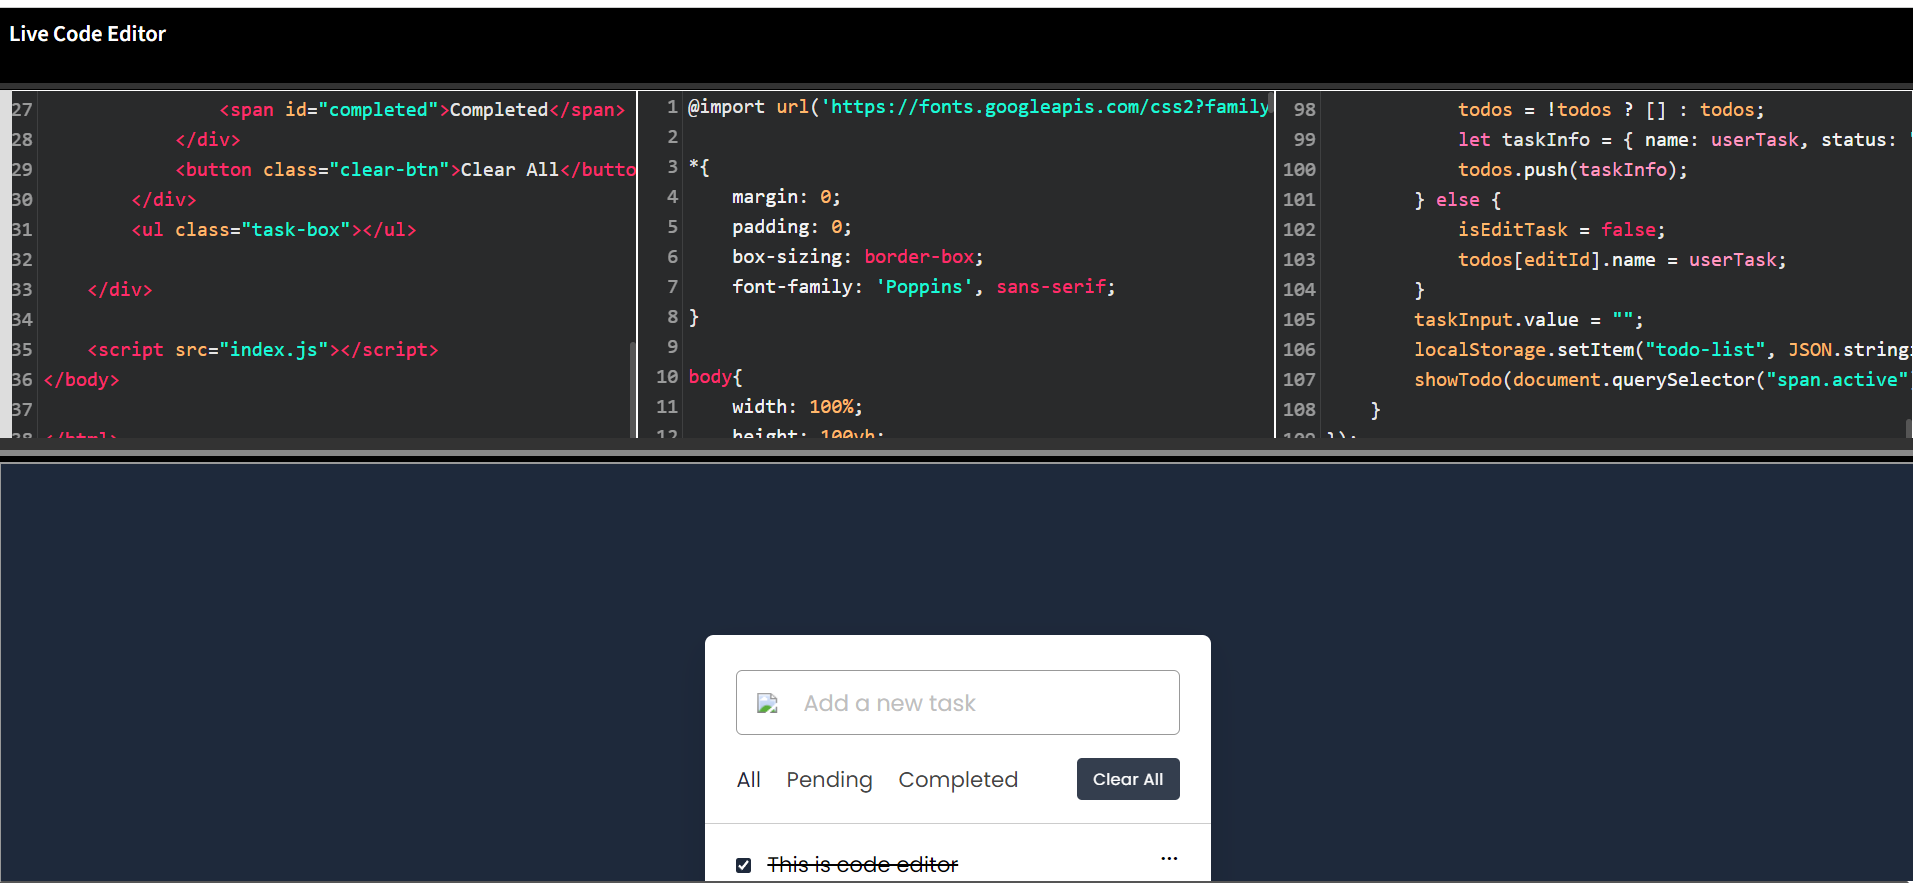 Live Code Editor
27 <span id="completed">Completed</span>
28 </div>
29 <button class="clear-btn">Clear All</butto
30 </div>
31 <ul class="task-box"></ul>
32
33 </div>
34
35 <script src="index.js"></script>
36 </body>
37
38 </html>
1 @import url('https://fonts.googleapis.com/css2?family
2
3 *{
4 margin: 0;
5 padding: 0;
6 box-sizing: border-box;
7 font-family: 'Poppins', sans-serif;
8 }
9
10 body{
11 width: 100%;
12 height: 100vh;
98 todos = !todos ? [] : todos;
99 let taskInfo = { name: userTask, status: "
100 todos.push(taskInfo);
101 } else {
102 isEditTask = false;
103 todos[editId].name = userTask;
104 }
105 taskInput.value = "";
106 localStorage.setItem("todo-list", JSON.string
107 showTodo(document.querySelector("span.active"
108 }
109 });
Add a new task
All Pending Completed Clear All
This is code editor ...